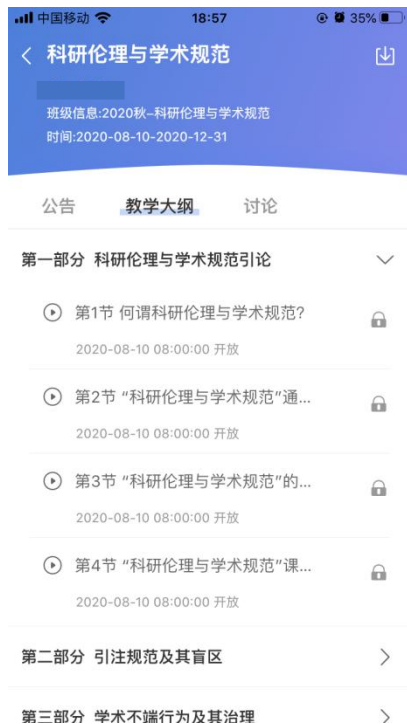 中国移动 18:57 35%
科研伦理与学术规范
班级信息:2020秋–科研伦理与学术规范
时间:2020-08-10-2020-12-31
公告 教学大纲 讨论
第一部分 科研伦理与学术规范引论
第1节 何谓科研伦理与学术规范?
2020-08-10 08:00:00 开放
第2节 “科研伦理与学术规范”通...
2020-08-10 08:00:00 开放
第3节 “科研伦理与学术规范”的...
2020-08-10 08:00:00 开放
第4节 “科研伦理与学术规范”课...
2020-08-10 08:00:00 开放
第二部分 引注规范及其盲区
第三部分 学术不端行为及其治理